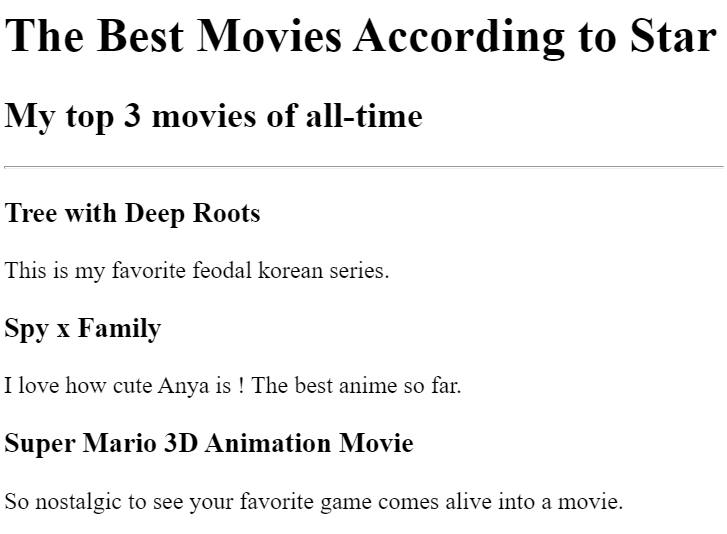 The Best Movies According to Star
My top 3 movies of all-time
Tree with Deep Roots
This is my favorite feodal korean series.
Spy x Family
I love how cute Anya is ! The best anime so far.
Super Mario 3D Animation Movie
So nostalgic to see your favorite game comes alive into a movie.